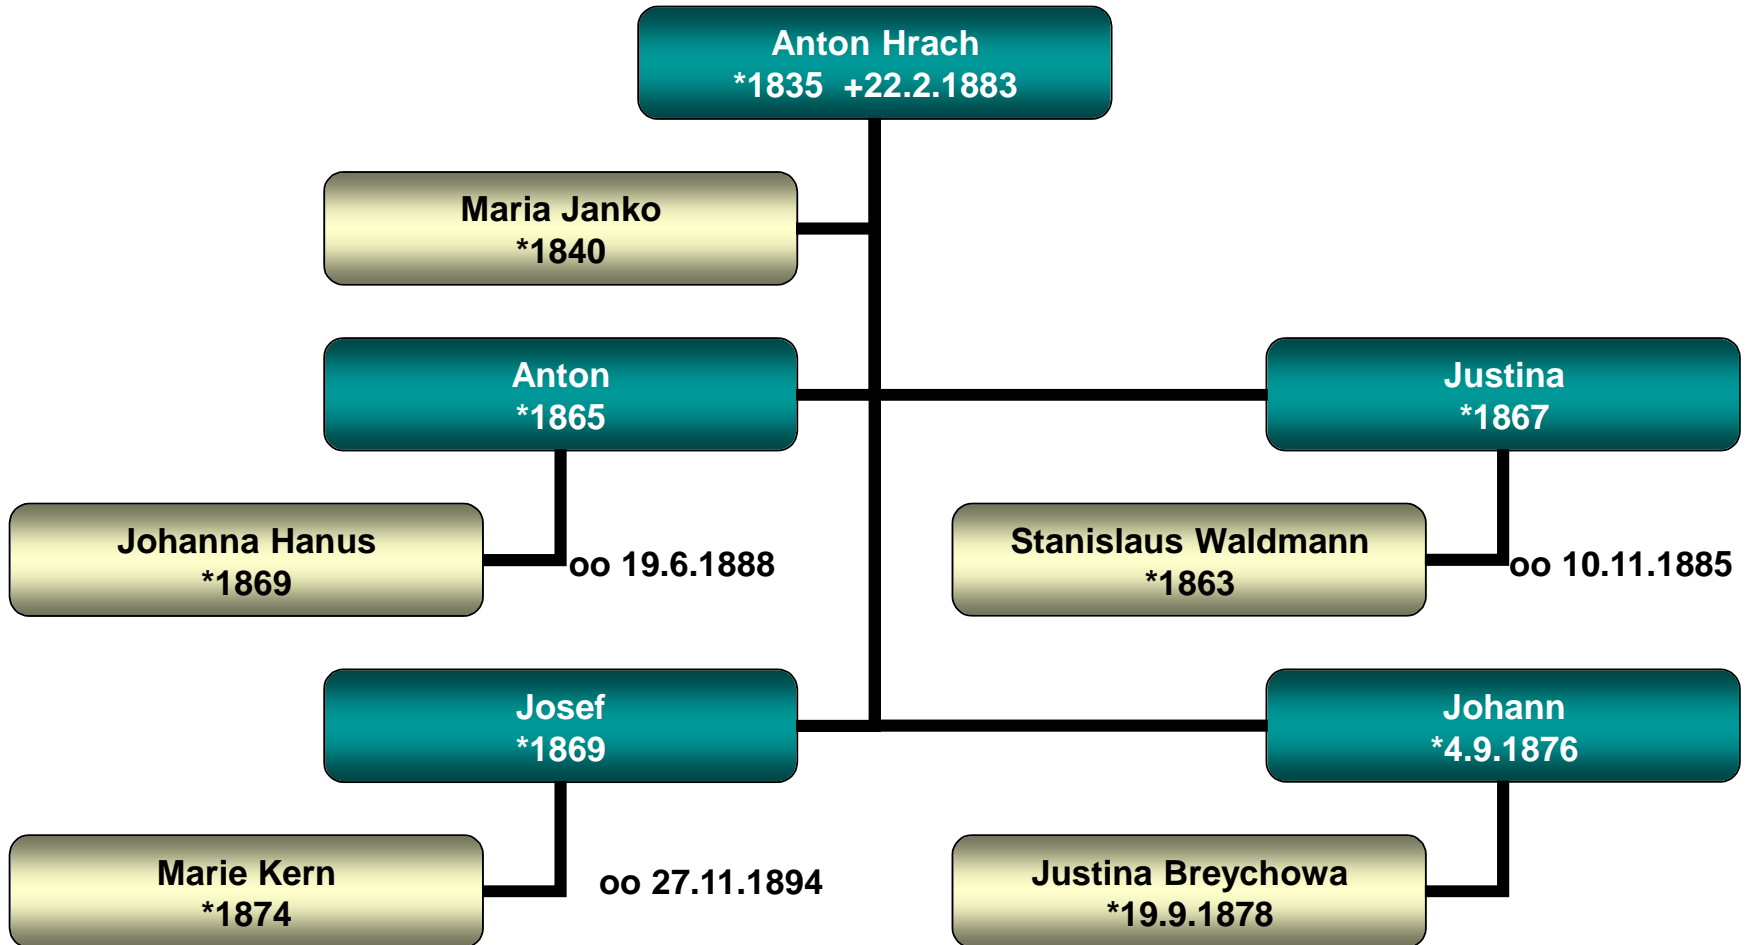 Anton Hrach
*1835  +22.2.1883
Maria Janko
*1840
Anton
*1865
Justina
*1867
Johanna Hanus
*1869
oo 19.6.1888
Stanislaus Waldmann
*1863
oo 10.11.1885
Josef
*1869
Johann
*4.9.1876
Marie Kern
*1874
oo 27.11.1894
Justina Breychowa
*19.9.1878